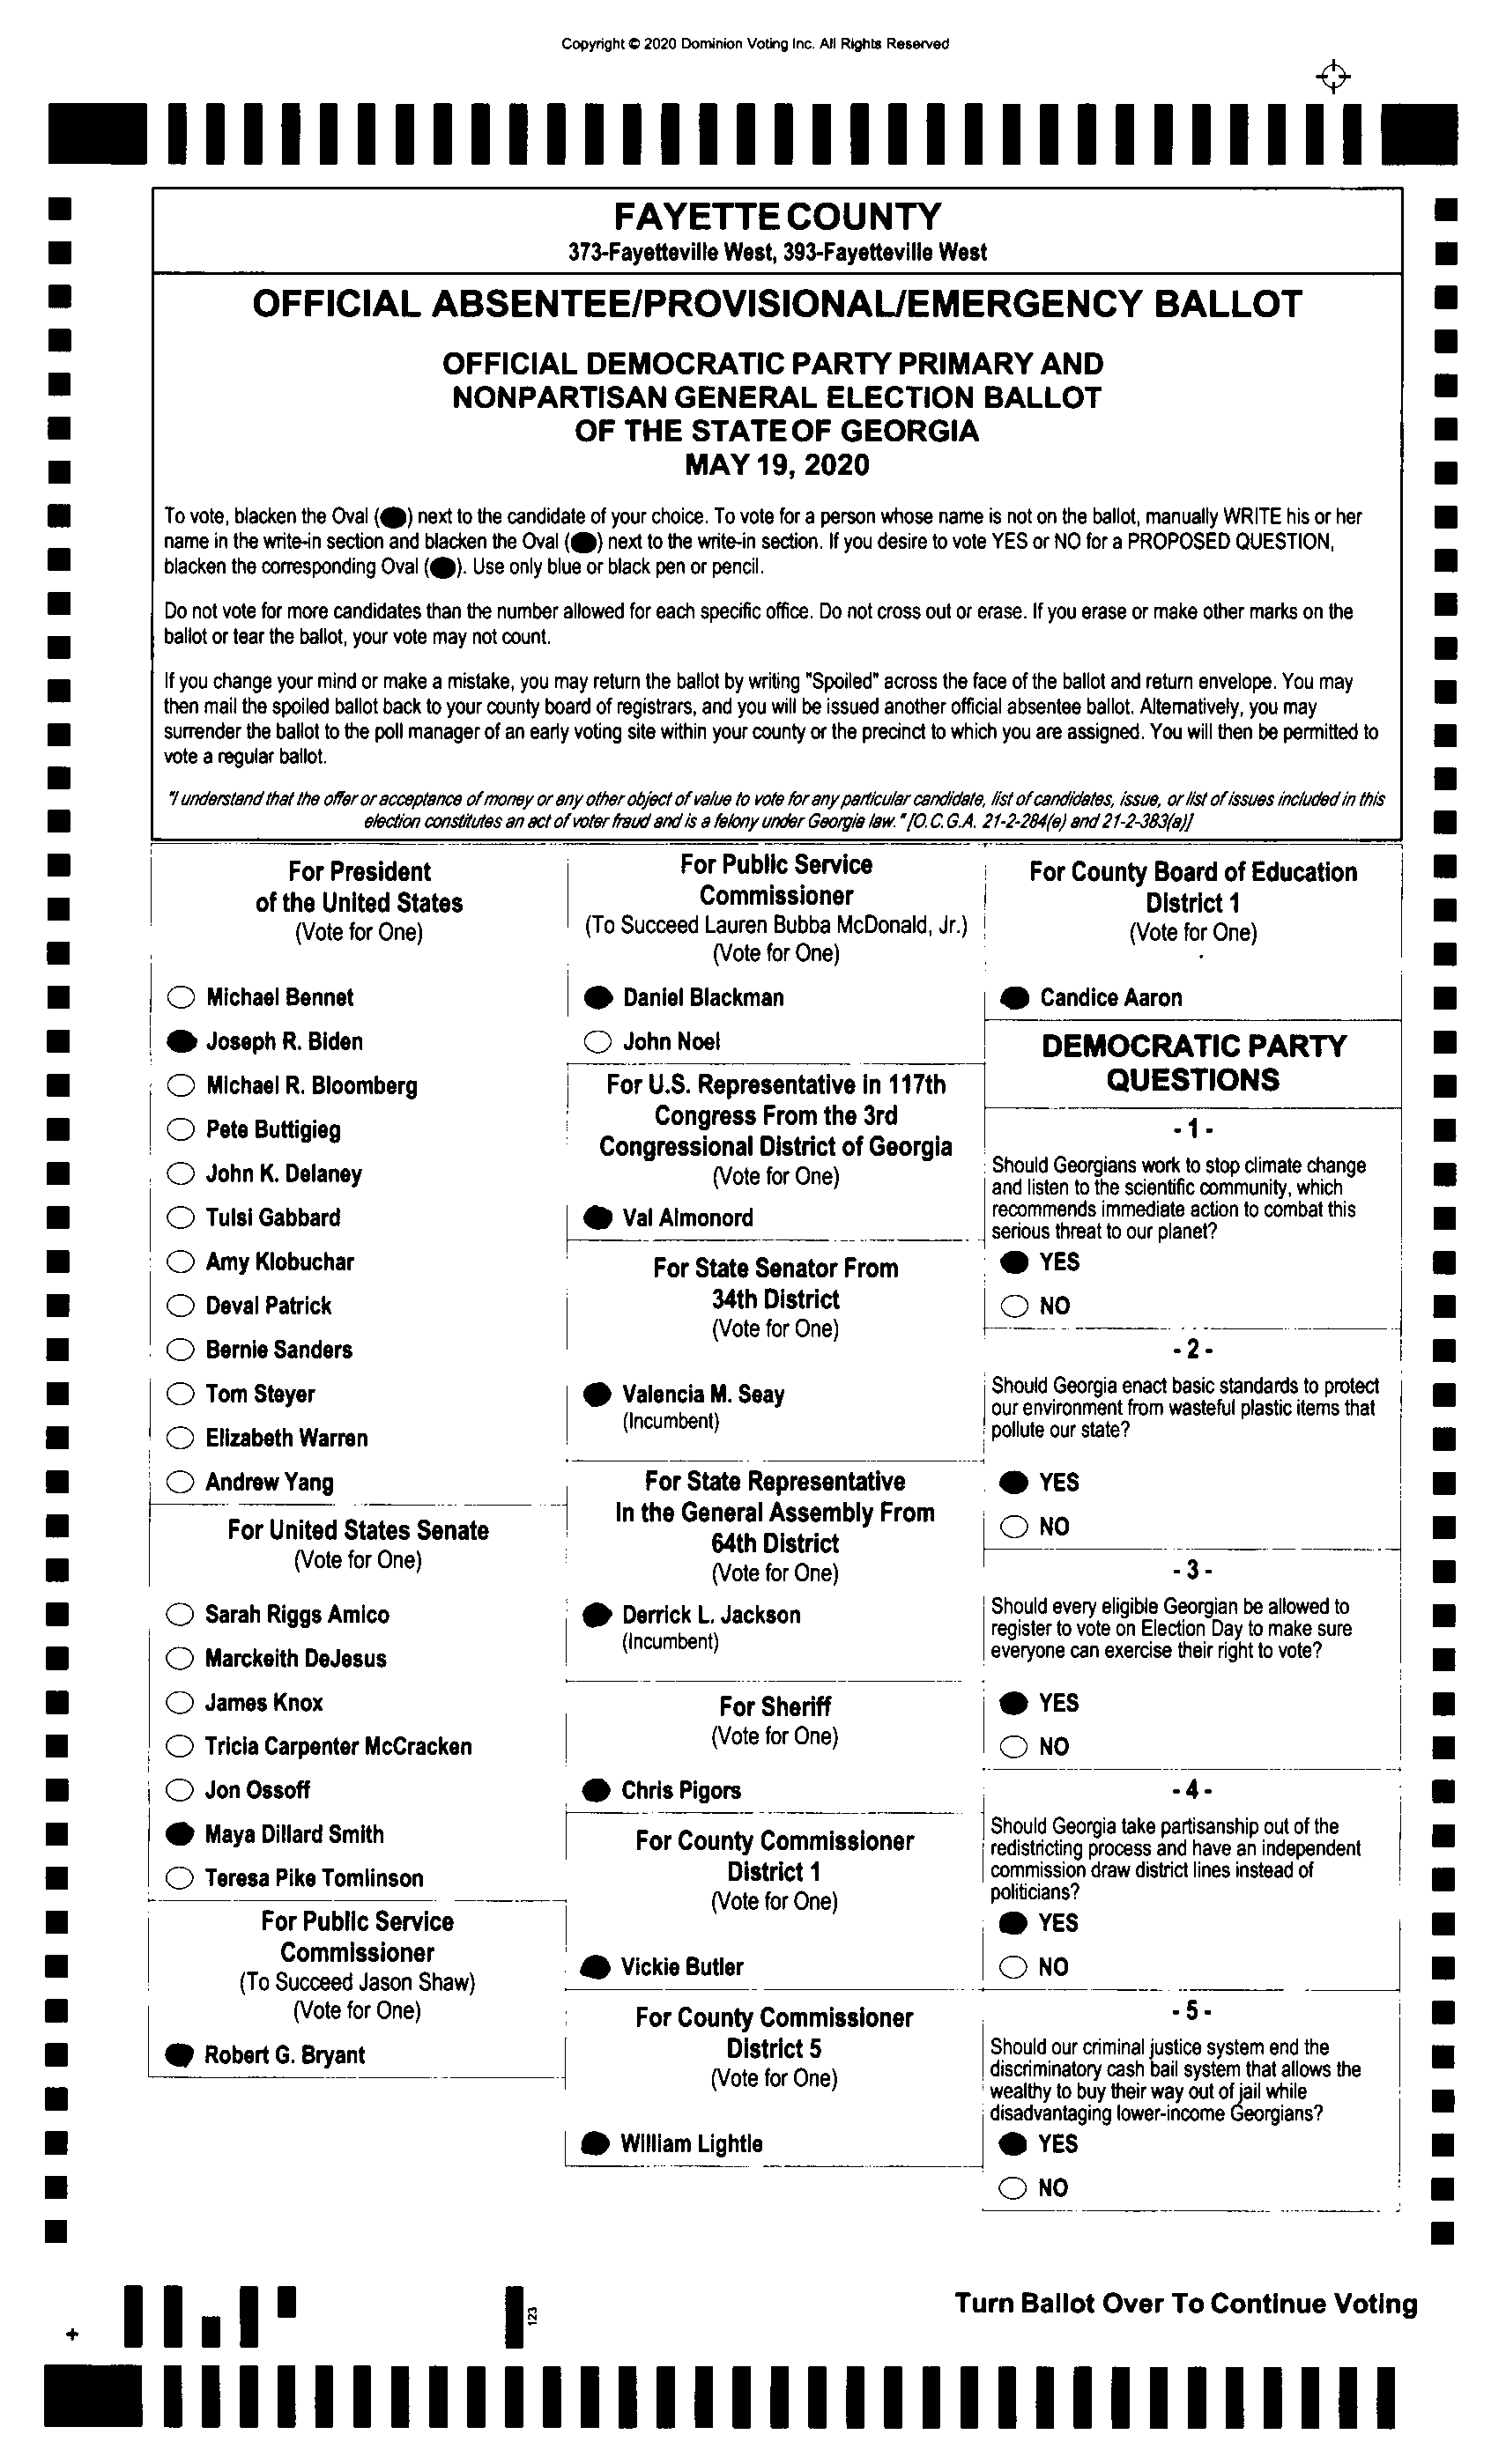 Copyright © 2020 Dominion Voting Inc. All Rights Reserved
FAYETTE COUNTY
373-Fayetteville West, 393-Fayetteville West
OFFICIAL ABSENTEE/PROVISIONAL/EMERGENCY BALLOT
OFFICIAL DEMOCRATIC PARTY PRIMARY AND
NONPARTISAN GENERAL ELECTION BALLOT
OF THE STATE OF GEORGIA
MAY 19, 2020
To vote, blacken the Oval (●) next to the candidate of your choice. To vote for a person whose name is not on the ballot, manually WRITE his or her
name in the write-in section and blacken the Oval (●) next to the write-in section. If you desire to vote YES or NO for a PROPOSED QUESTION,
blacken the corresponding Oval (●). Use only blue or black pen or pencil.
Do not vote for more candidates than the number allowed for each specific office. Do not cross out or erase. If you erase or make other marks on the
ballot or tear the ballot, your vote may not count.
If you change your mind or make a mistake, you may return the ballot by writing "Spoiled" across the face of the ballot and return envelope. You may
then mail the spoiled ballot back to your county board of registrars, and you will be issued another official absentee ballot. Alternatively, you may
surrender the ballot to the poll manager of an early voting site within your county or the precinct to which you are assigned. You will then be permitted to
vote a regular ballot.
"I understand that the offer or acceptance of money or any other object of value to vote for any particular candidate, list of candidates, issue, or list of issues included in this
election constitutes an act of voter fraud and is a felony under Georgia law." [O.C.G.A. 21-2-284(e) and 21-2-383(a)]
For President
of the United States
(Vote for One)
Michael Bennet
Joseph R. Biden
Michael R. Bloomberg
Pete Buttigieg
John K. Delaney
Tulsi Gabbard
Amy Klobuchar
Deval Patrick
Bernie Sanders
Tom Steyer
Elizabeth Warren
Andrew Yang
For United States Senate
(Vote for One)
Sarah Riggs Amico
Marckeith DeJesus
James Knox
Tricia Carpenter McCracken
Jon Ossoff
Maya Dillard Smith
Teresa Pike Tomlinson
For Public Service
Commissioner
(To Succeed Jason Shaw)
(Vote for One)
Robert G. Bryant
For Public Service
Commissioner
(To Succeed Lauren Bubba McDonald, Jr.)
(Vote for One)
Daniel Blackman
John Noel
For U.S. Representative in 117th
Congress From the 3rd
Congressional District of Georgia
(Vote for One)
Val Almonord
For State Senator From
34th District
(Vote for One)
Valencia M. Seay
(Incumbent)
For State Representative
In the General Assembly From
64th District
(Vote for One)
Derrick L. Jackson
(Incumbent)
For Sheriff
(Vote for One)
Chris Pigors
For County Commissioner
District 1
(Vote for One)
Vickie Butler
For County Commissioner
District 5
(Vote for One)
William Lightle
For County Board of Education
District 1
(Vote for One)
Candice Aaron
DEMOCRATIC PARTY
QUESTIONS
- 1 -
Should Georgians work to stop climate change
and listen to the scientific community, which
recommends immediate action to combat this
serious threat to our planet?
YES
NO
- 2 -
Should Georgia enact basic standards to protect
our environment from wasteful plastic items that
pollute our state?
YES
NO
- 3 -
Should every eligible Georgian be allowed to
register to vote on Election Day to make sure
everyone can exercise their right to vote?
YES
NO
- 4 -
Should Georgia take partisanship out of the
redistricting process and have an independent
commission draw district lines instead of
politicians?
YES
NO
- 5 -
Should our criminal justice system end the
discriminatory cash bail system that allows the
wealthy to buy their way out of jail while
disadvantaging lower-income Georgians?
YES
NO
123
Turn Ballot Over To Continue Voting